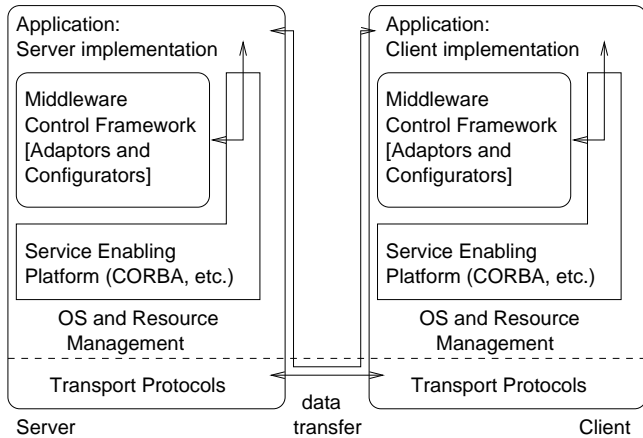 Application:
Server implementation
Middleware
Control Framework
[Adaptors and
Configurators]
Service Enabling
Platform (CORBA, etc.)
OS and Resource
Management
Transport Protocols
Server
data
transfer
Application:
Client implementation
Middleware
Control Framework
[Adaptors and
Configurators]
Service Enabling
Platform (CORBA, etc.)
OS and Resource
Management
Transport Protocols
Client